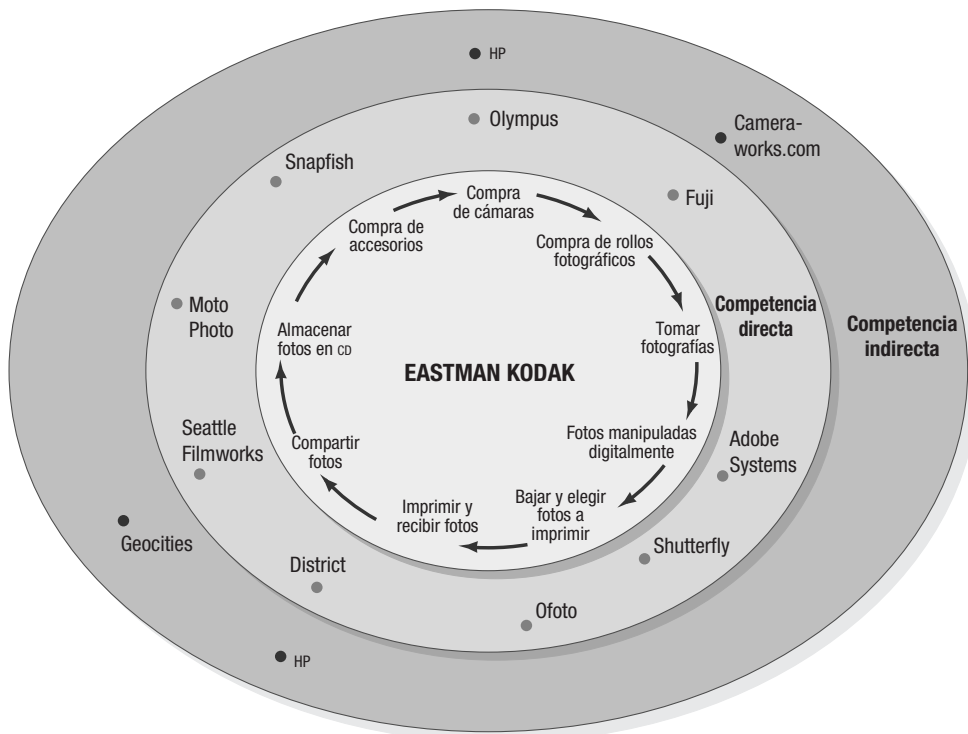 HP
Camera-
works.com
Olympus
Snapfish
Fuji
Compra
de cámaras
Compra de
accesorios
Compra de rollos
fotográficos
Moto
Photo
Almacenar
fotos en CD
Tomar
fotografías
Competencia
directa
Competencia
indirecta
EASTMAN KODAK
Seattle
Filmworks
Compartir
fotos
Fotos manipuladas
digitalmente
Adobe
Systems
Imprimir y
recibir fotos
Bajar y elegir
fotos a
imprimir
Geocities
District
Shutterfly
Ofoto
HP